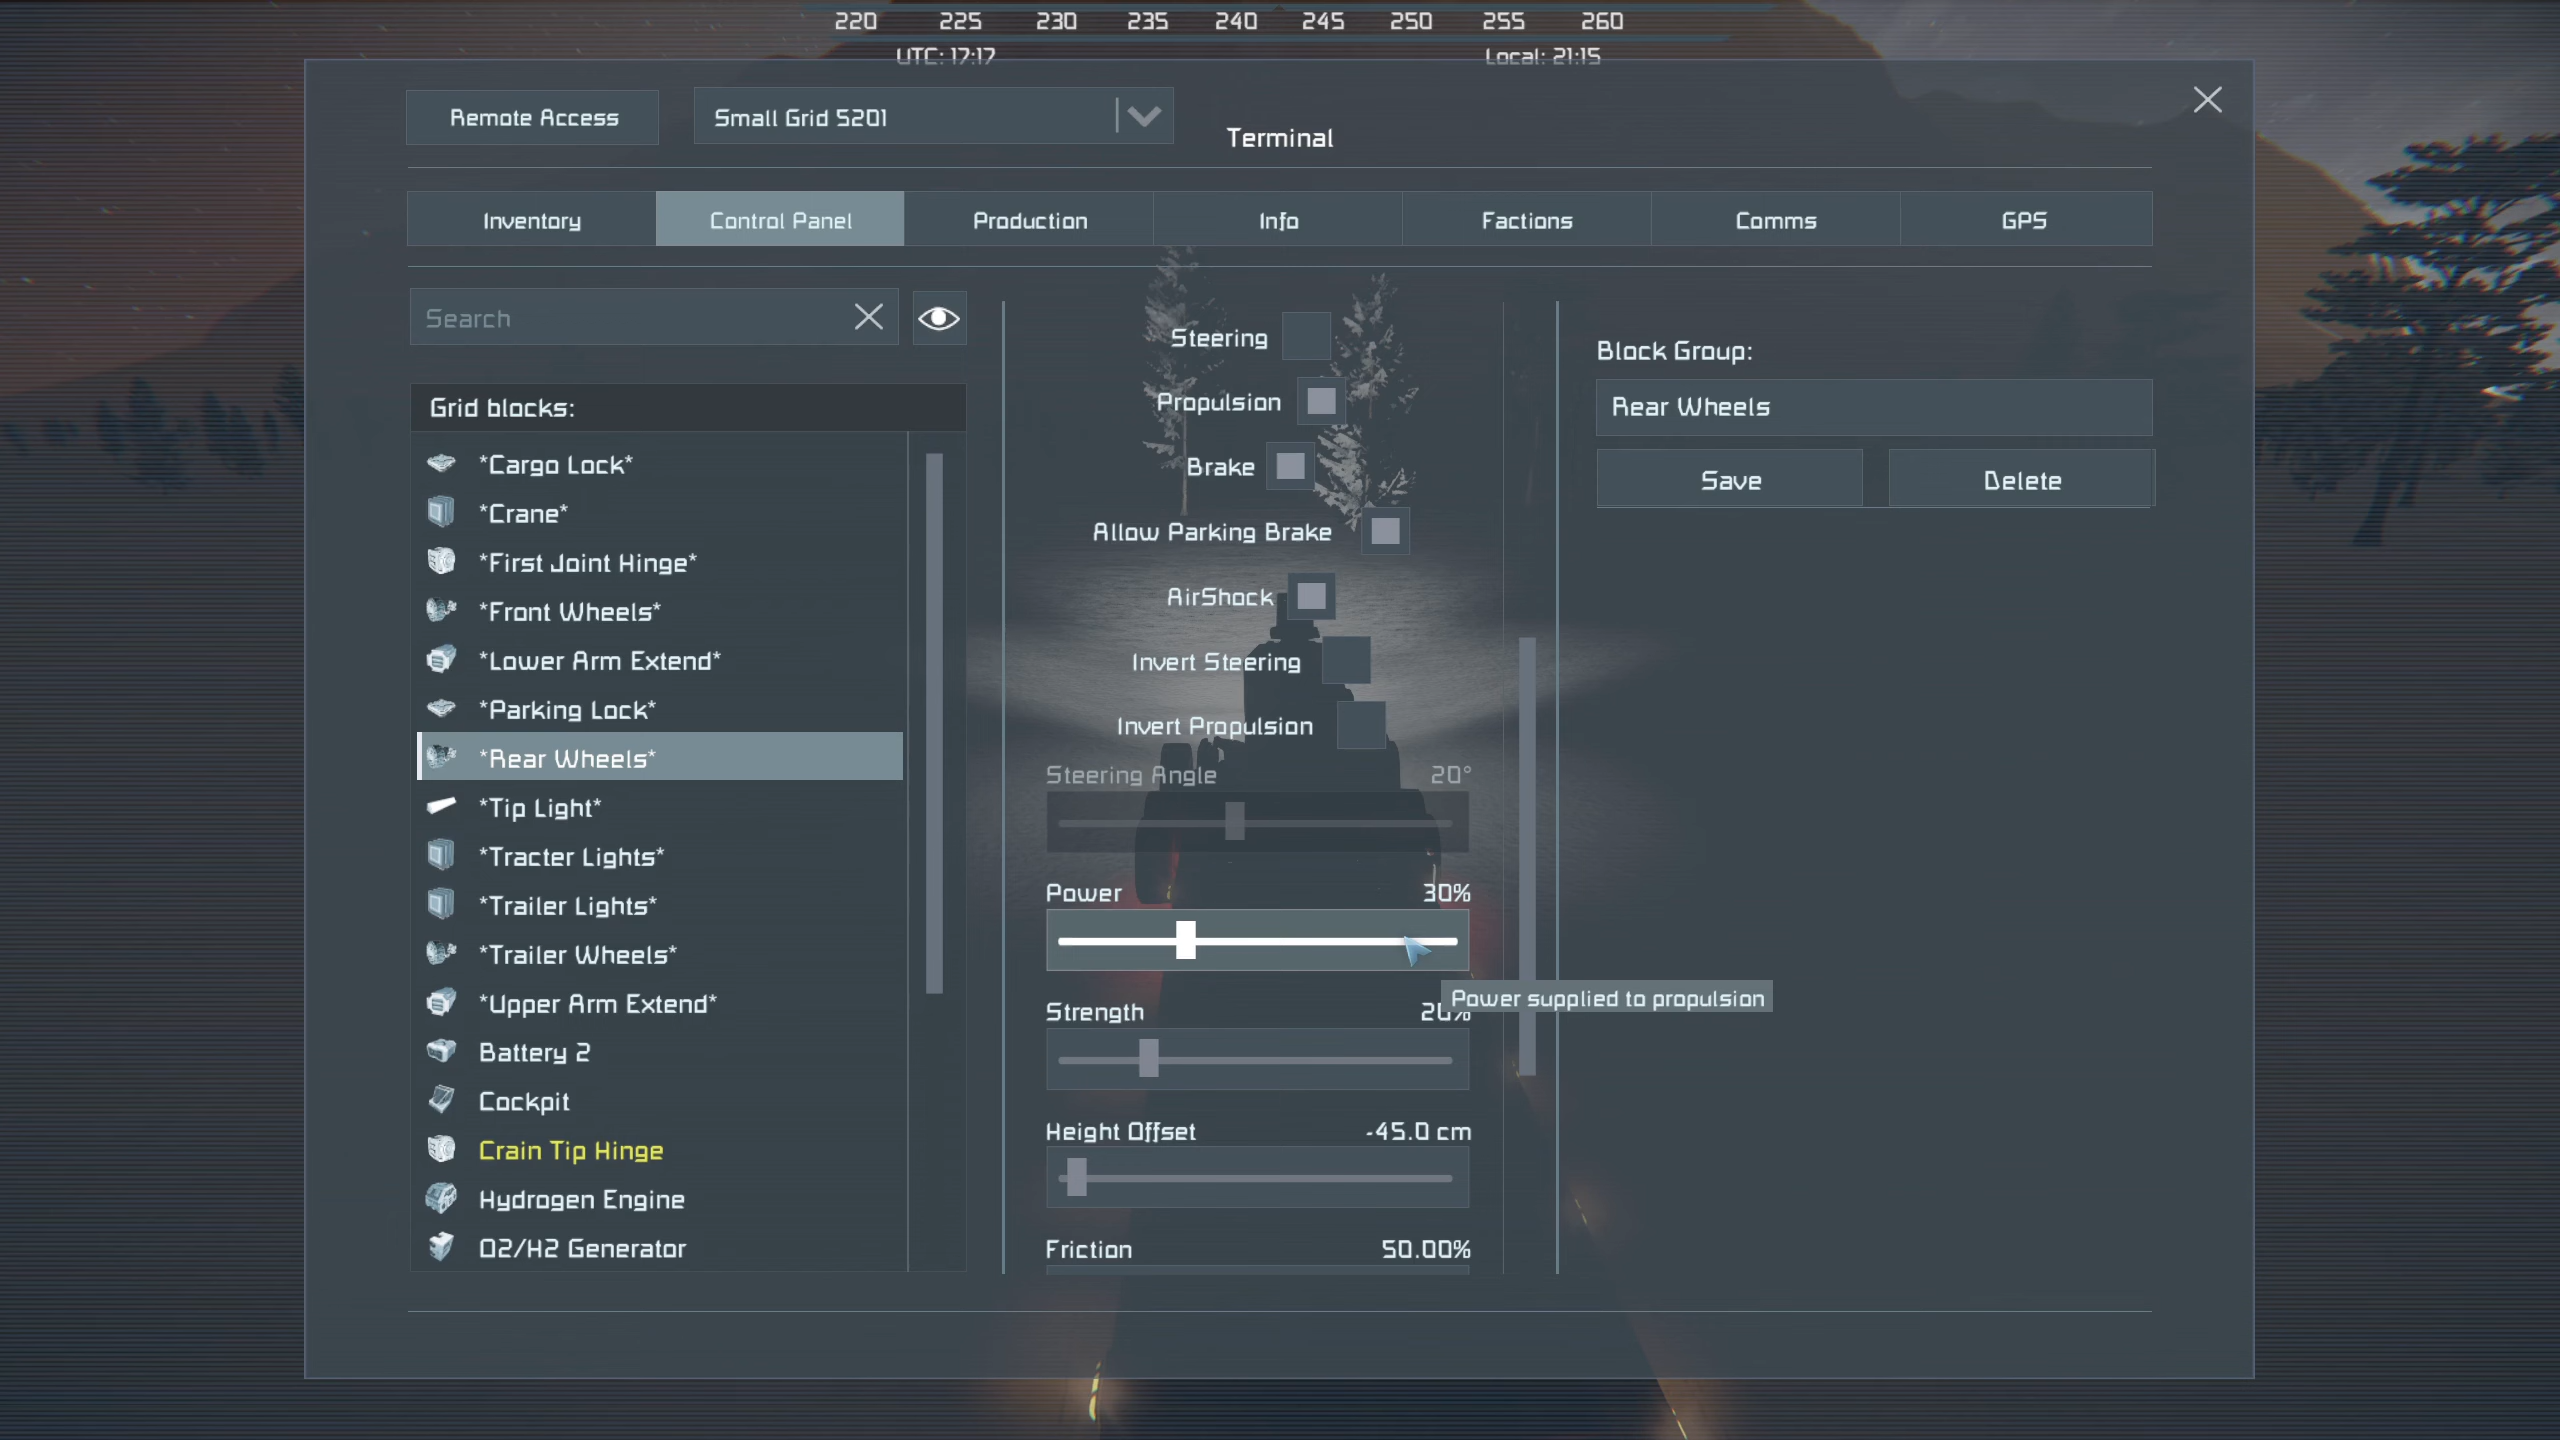 220 225 230 235 240 245 250 255 260
UTC: 17:17 Local: 21:15
Remote Access
Small Grid 5201
Terminal
Inventory Control Panel Production Info Factions Comms GPS
Search
Grid blocks:
*Cargo Lock*
*Crane*
*First Joint Hinge*
*Front Wheels*
*Lower Arm Extend*
*Parking Lock*
*Rear Wheels*
*Tip Light*
*Tracter Lights*
*Trailer Lights*
*Trailer Wheels*
*Upper Arm Extend*
Battery 2
Cockpit
Crain Tip Hinge
Hydrogen Engine
O2/H2 Generator
Steering
Propulsion
Brake
Allow Parking Brake
AirShock
Invert Steering
Invert Propulsion
Steering Angle 20°
Power 30%
Power supplied to propulsion
Strength 20%
Height Offset -45.0 cm
Friction 50.00%
Block Group:
Rear Wheels
Save Delete